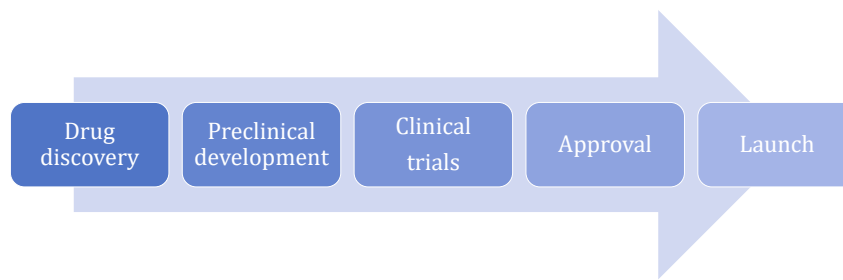 Drug
discovery
Preclinical
development
Clinical
trials
Approval
Launch